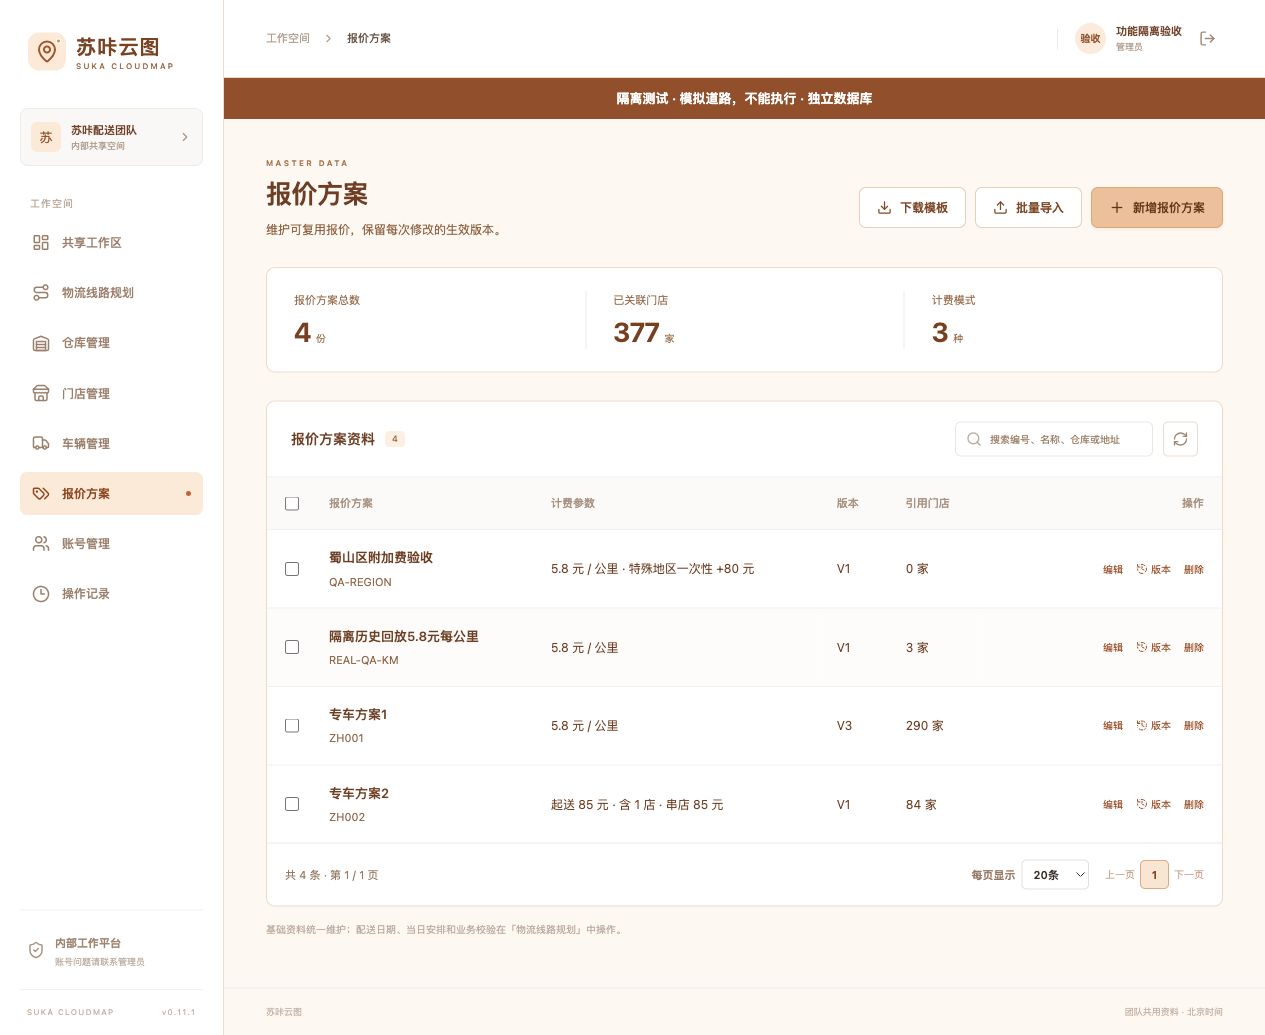 苏咔云图
SUKA CLOUDMAP
苏
苏咔配送团队
内部共享空间
工作空间
共享工作区
物流线路规划
仓库管理
门店管理
车辆管理
报价方案
账号管理
操作记录
内部工作平台
账号问题请联系管理员
SUKA CLOUDMAP v0.11.1
工作空间 报价方案
验收
功能隔离验收
管理员
隔离测试 · 模拟道路，不能执行 · 独立数据库
MASTER DATA
报价方案
维护可复用报价，保留每次修改的生效版本。
下载模板 批量导入 新增报价方案
报价方案总数 已关联门店 计费模式
4 份 377 家 3 种
报价方案资料 4 搜索编号、名称、仓库或地址
报价方案 计费参数 版本 引用门店 操作
蜀山区附加费验收
QA-REGION
5.8 元 / 公里 · 特殊地区一次性 +80 元 V1 0 家 编辑 版本 删除
隔离历史回放5.8元每公里
REAL-QA-KM
5.8 元 / 公里 V1 3 家 编辑 版本 删除
专车方案1
ZH001
5.8 元 / 公里 V3 290 家 编辑 版本 删除
专车方案2
ZH002
起送 85 元 · 含 1 店 · 串店 85 元 V1 84 家 编辑 版本 删除
共 4 条 · 第 1 / 1 页 每页显示 20条 上一页 1 下一页
基础资料统一维护；配送日期、当日安排和业务校验在「物流线路规划」中操作。
苏咔云图 团队共用资料 · 北京时间